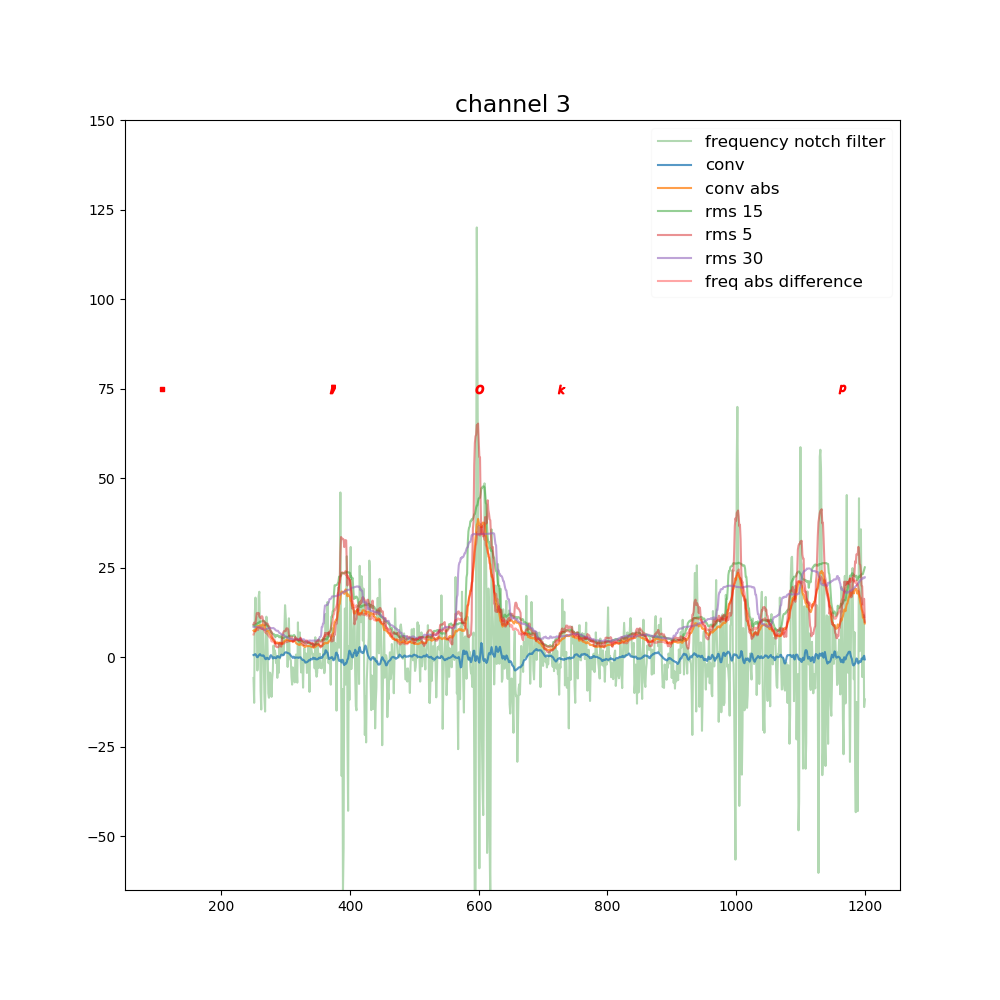 channel 3
150
125
100
75
50
25
0
−25
−50
200
400
600
800
1000
1200
frequency notch filter
conv
conv abs
rms 15
rms 5
rms 30
freq abs difference
o
k
p